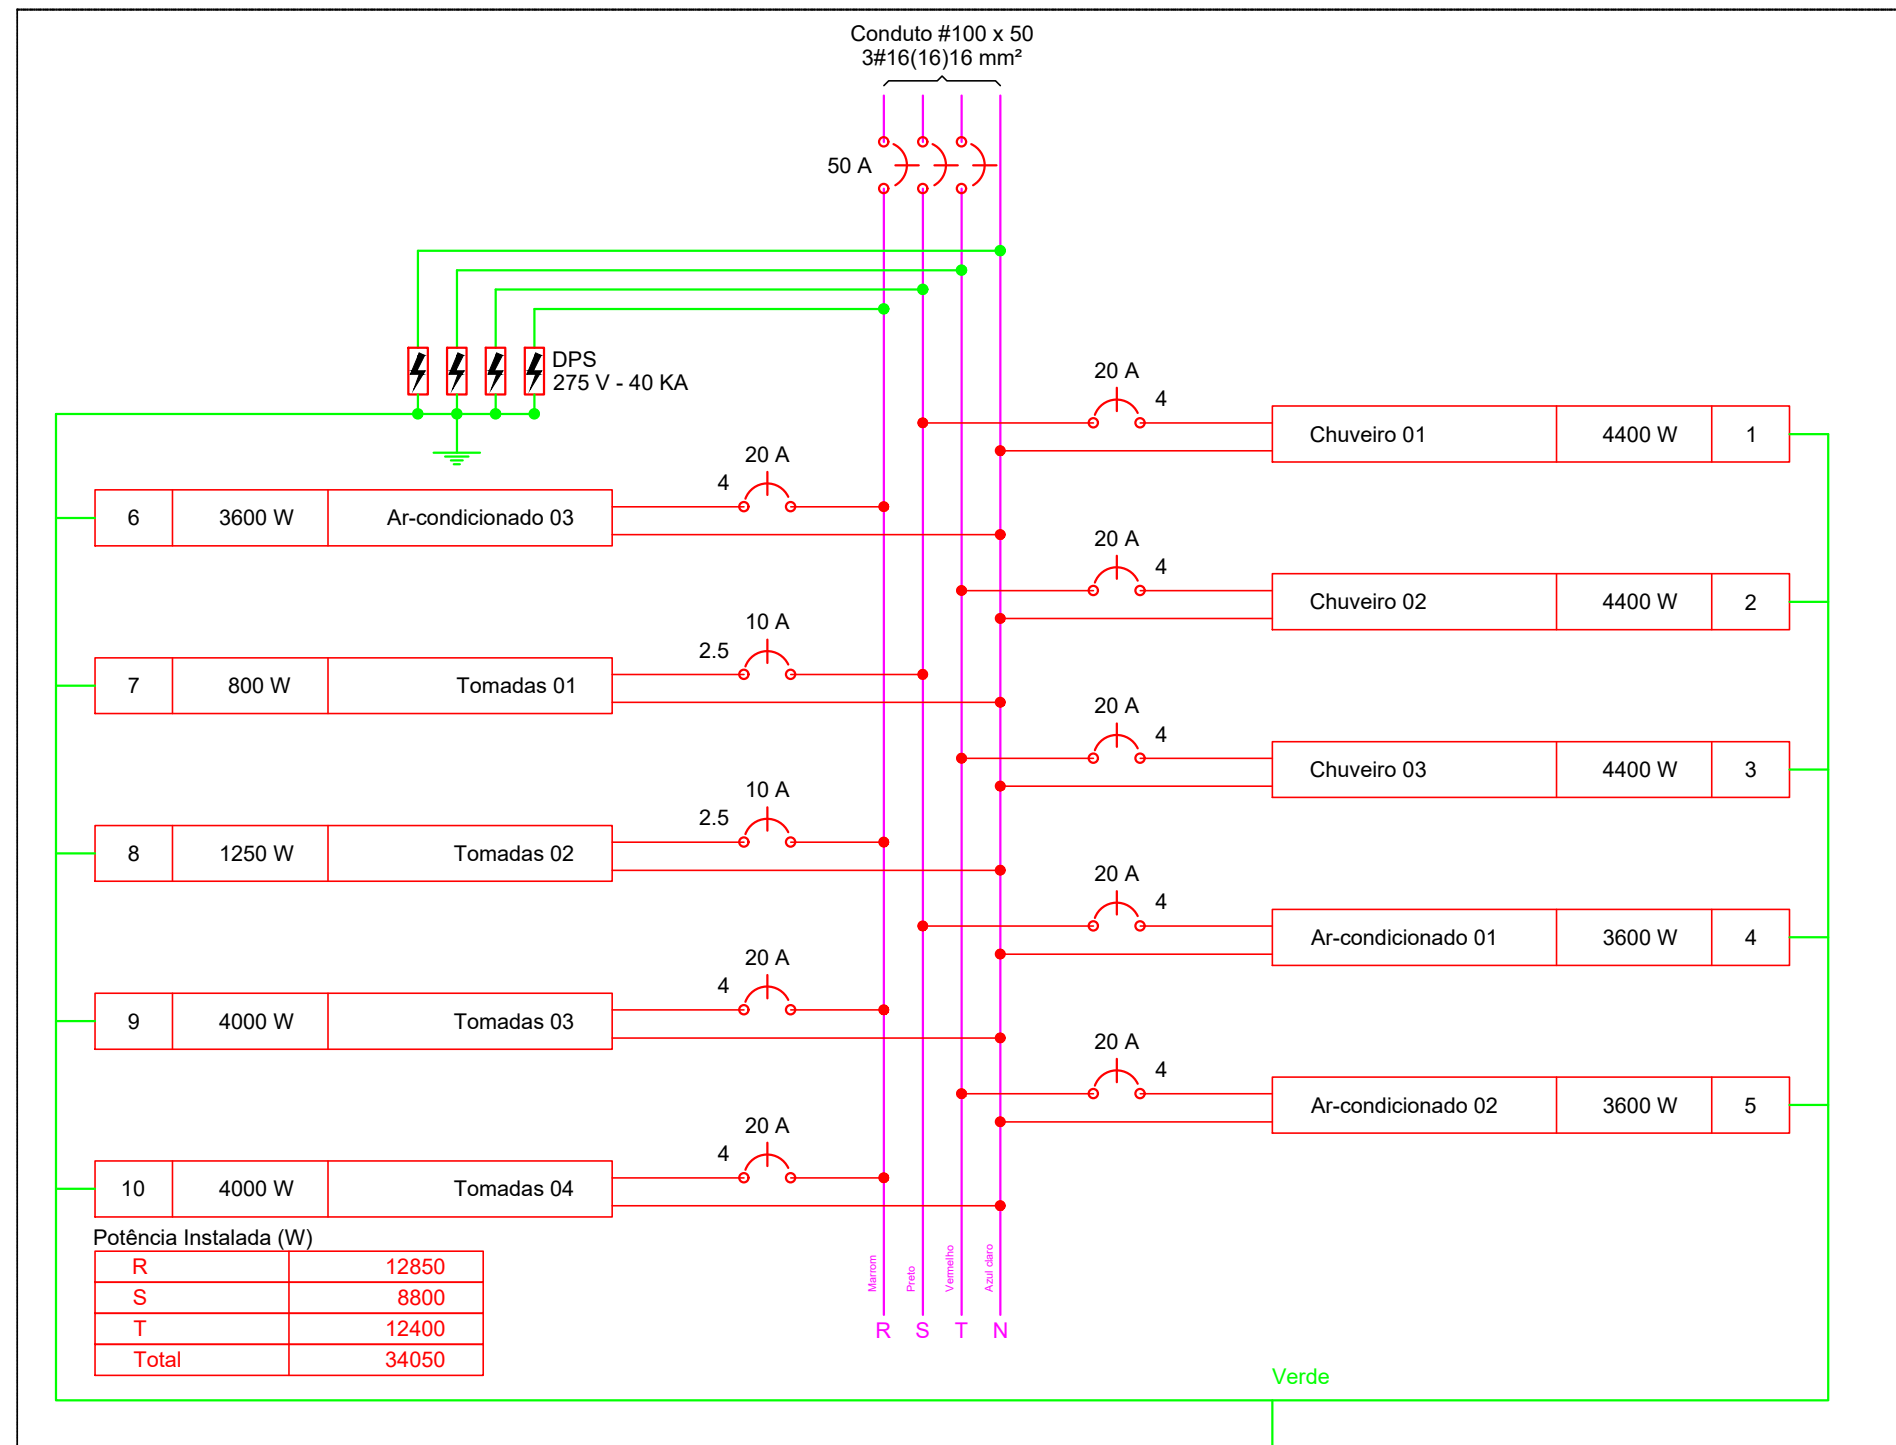 Conduto #100 x 50
3#16(16)16 mm²
50 A
DPS
275 V - 40 KA
20 A
4
Chuveiro 01 4400 W 1
20 A
4
6 3600 W Ar-condicionado 03
20 A
4
Chuveiro 02 4400 W 2
10 A
2.5
7 800 W Tomadas 01
20 A
4
Chuveiro 03 4400 W 3
10 A
2.5
8 1250 W Tomadas 02
20 A
4
Ar-condicionado 01 3600 W 4
20 A
4
9 4000 W Tomadas 03
20 A
4
Ar-condicionado 02 3600 W 5
20 A
4
10 4000 W Tomadas 04
Potência Instalada (W)
R 12850
S 8800
T 12400
Total 34050
Marrom
Preto
Vermelho
Azul claro
R S T N
Verde